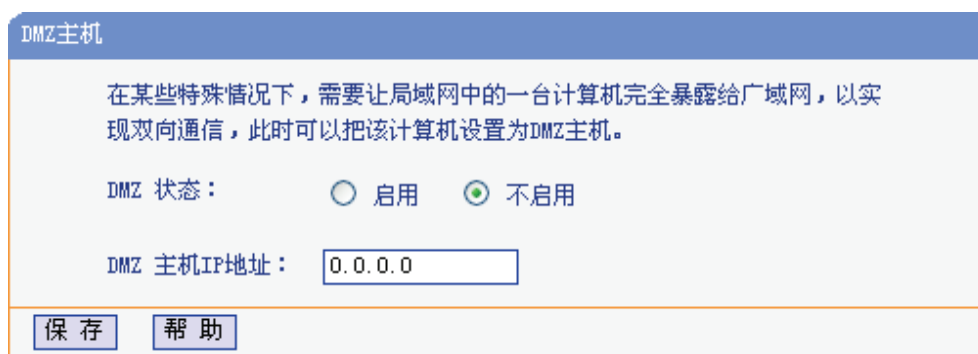 DMZ主机
在某些特殊情况下，需要让局域网中的一台计算机完全暴露给广域网，以实
现双向通信，此时可以把该计算机设置为DMZ主机。
DMZ 状态： 启用 不启用
DMZ 主机IP地址： 0.0.0.0
保 存 帮 助